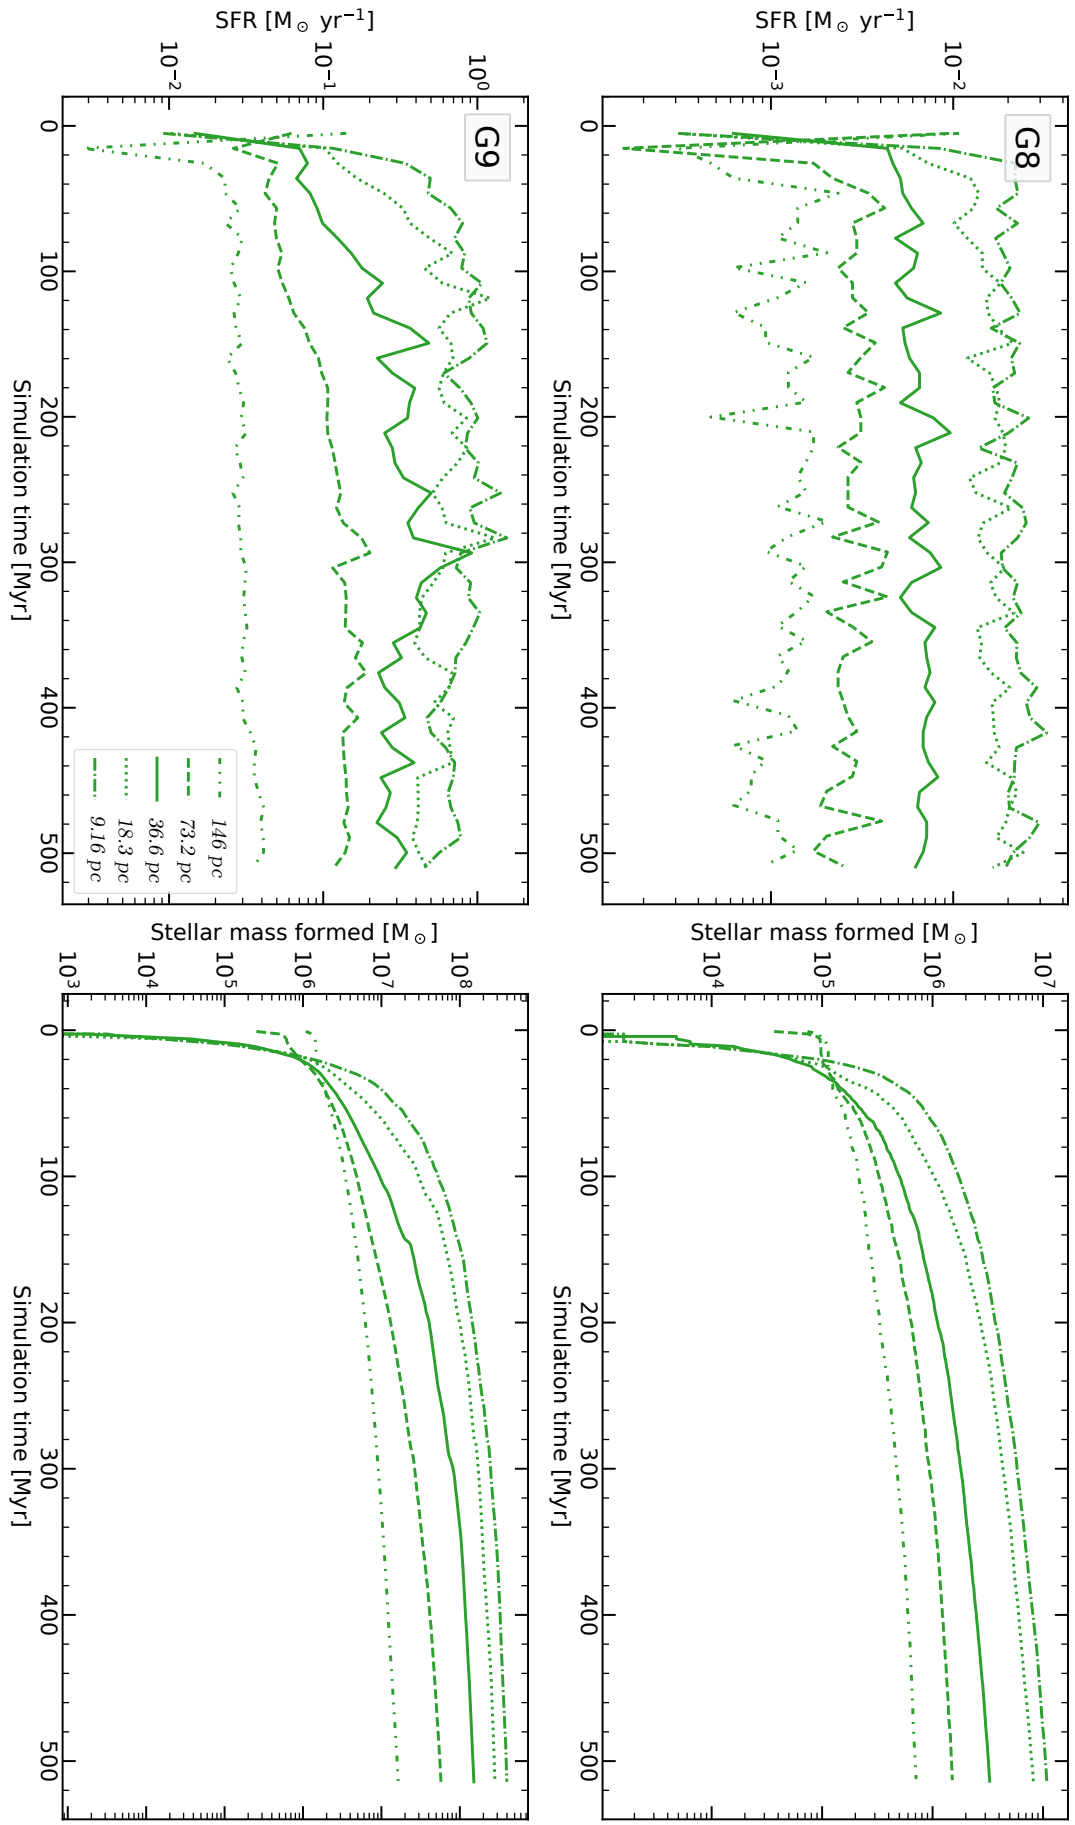 SFR [M⊙ yr⁻¹]
10⁻²
10⁻³
G8
0
100
200
300
400
500
Simulation time [Myr]
Stellar mass formed [M⊙]
10⁷
10⁶
10⁵
10⁴
0
100
200
300
400
500
Simulation time [Myr]
SFR [M⊙ yr⁻¹]
10⁰
10⁻¹
10⁻²
G9
146 pc
73.2 pc
36.6 pc
18.3 pc
9.16 pc
0
100
200
300
400
500
Simulation time [Myr]
Stellar mass formed [M⊙]
10⁸
10⁷
10⁶
10⁵
10⁴
10³
0
100
200
300
400
500
Simulation time [Myr]